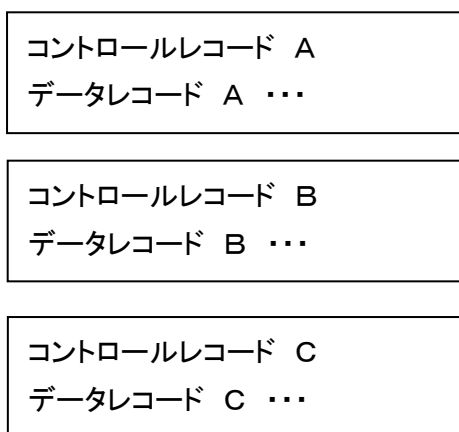 コントロールレコード A
データレコード A ・・・
コントロールレコード B
データレコード B ・・・
コントロールレコード C
データレコード C ・・・